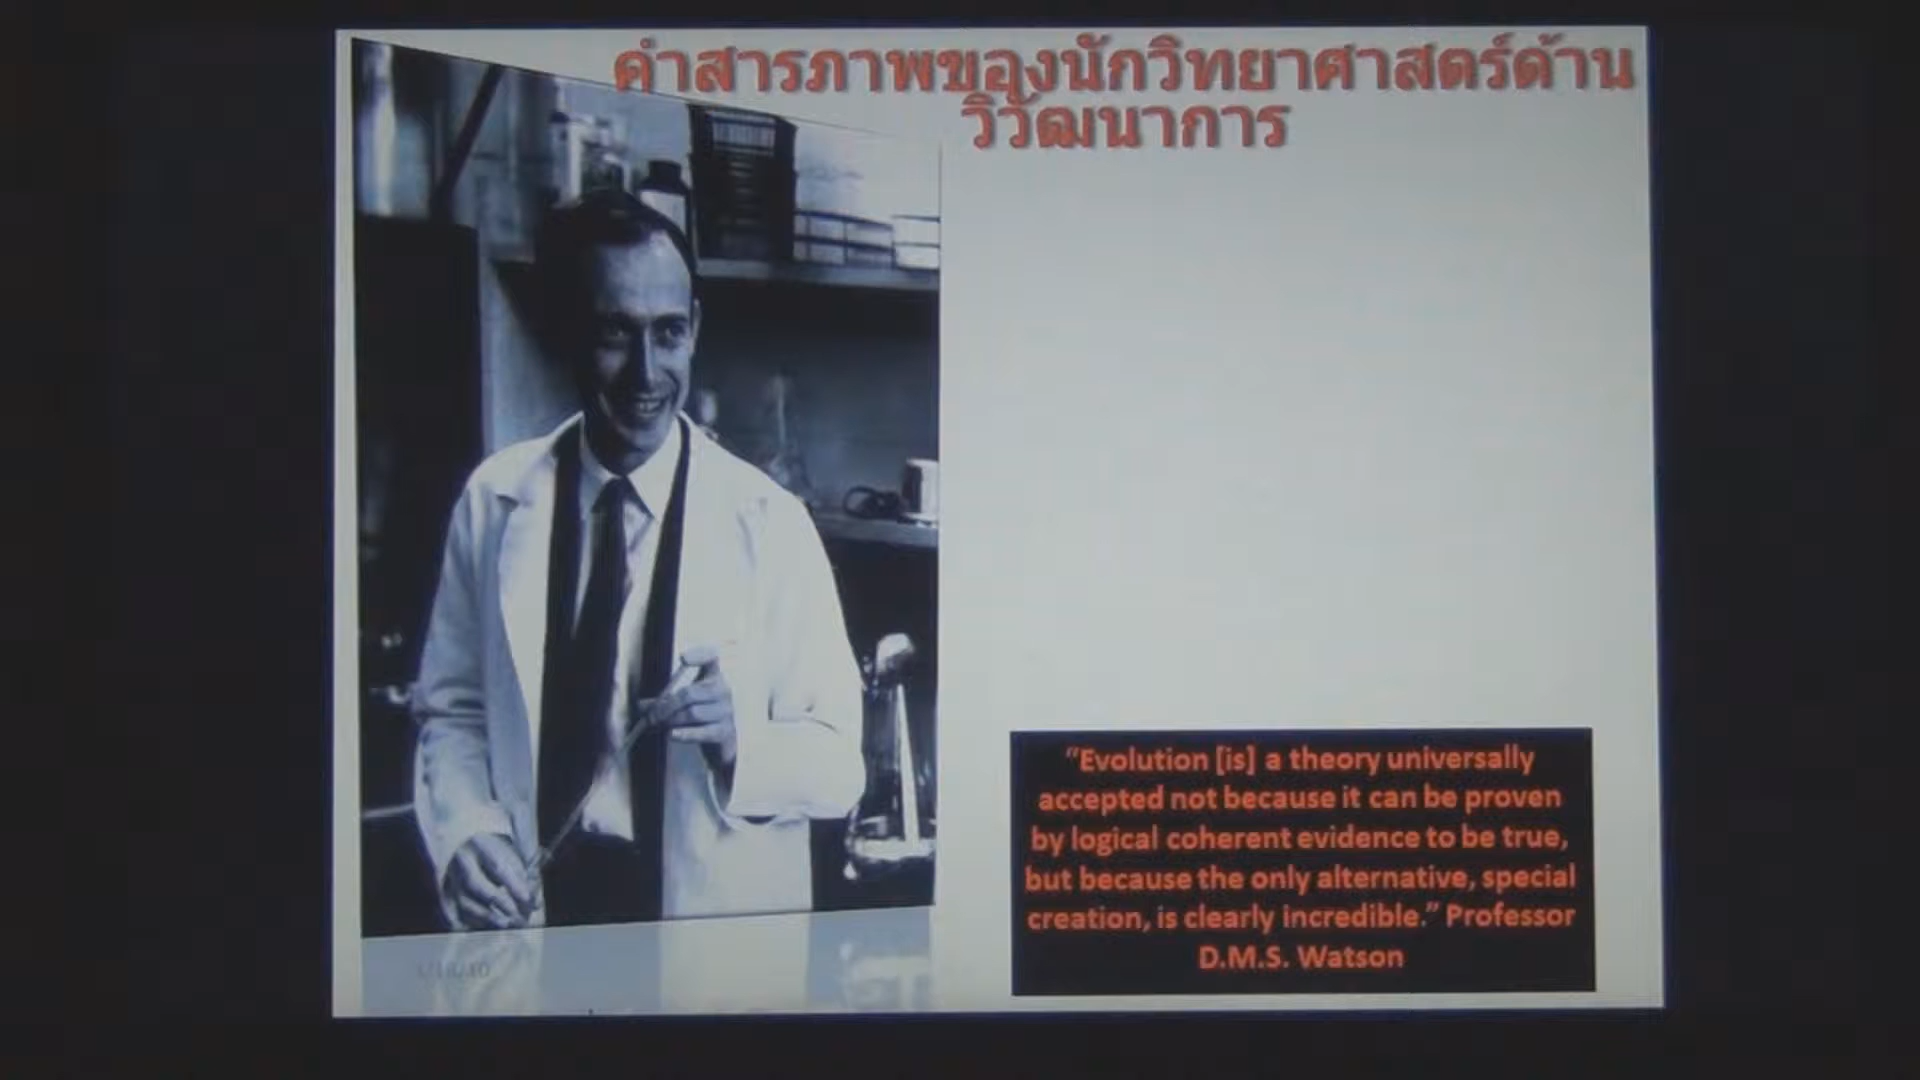 คำสารภาพของนักวิทยาศาสตร์ด้าน
วิวัฒนาการ
“Evolution [is] a theory universally
accepted not because it can be proven
by logical coherent evidence to be true,
but because the only alternative, special
creation, is clearly incredible.” Professor
D.M.S. Watson